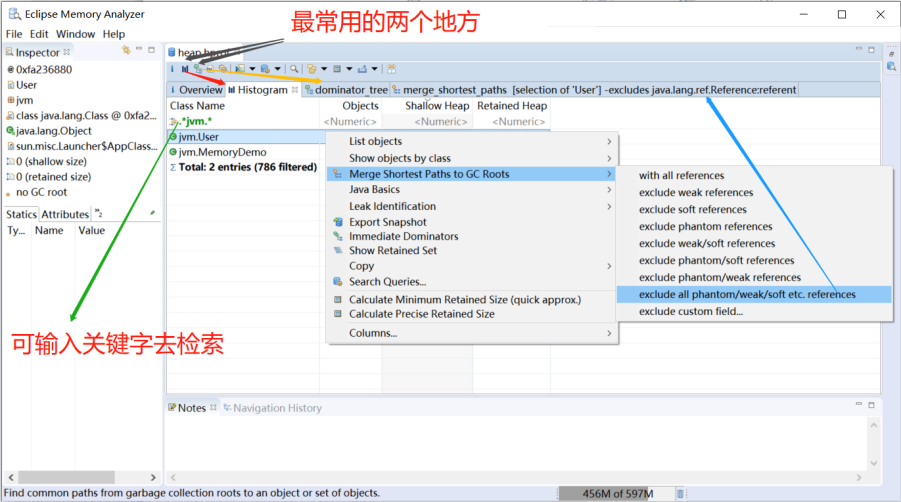 Eclipse Memory Analyzer
最常用的两个地方
File Edit Window Help
Inspector
heap.hprof
0xfa236880
User
jvm
class java.lang.Class @ 0xfa2...
java.lang.Object
sun.misc.Launcher$AppClass...
0 (shallow size)
0 (retained size)
no GC root
Statics Attributes »2
Ty... Name Value
i Overview Histogram dominator_tree merge_shortest_paths [selection of 'User'] -excludes java.lang.ref.Reference:referent
Class Name Objects Shallow Heap Retained Heap
.*jvm.* <Numeric> <Numeric> <Numeric>
jvm.User
jvm.MemoryDemo
Σ Total: 2 entries (786 filtered)
List objects
Show objects by class
Merge Shortest Paths to GC Roots
Java Basics
Leak Identification
Export Snapshot
Immediate Dominators
Show Retained Set
Copy
Search Queries...
Calculate Minimum Retained Size (quick approx.)
Calculate Precise Retained Size
Columns...
with all references
exclude weak references
exclude soft references
exclude phantom references
exclude weak/soft references
exclude phantom/soft references
exclude phantom/weak references
exclude all phantom/weak/soft etc. references
exclude custom field...
可输入关键字去检索
Notes Navigation History
Find common paths from garbage collection roots to an object or set of objects.
456M of 597M